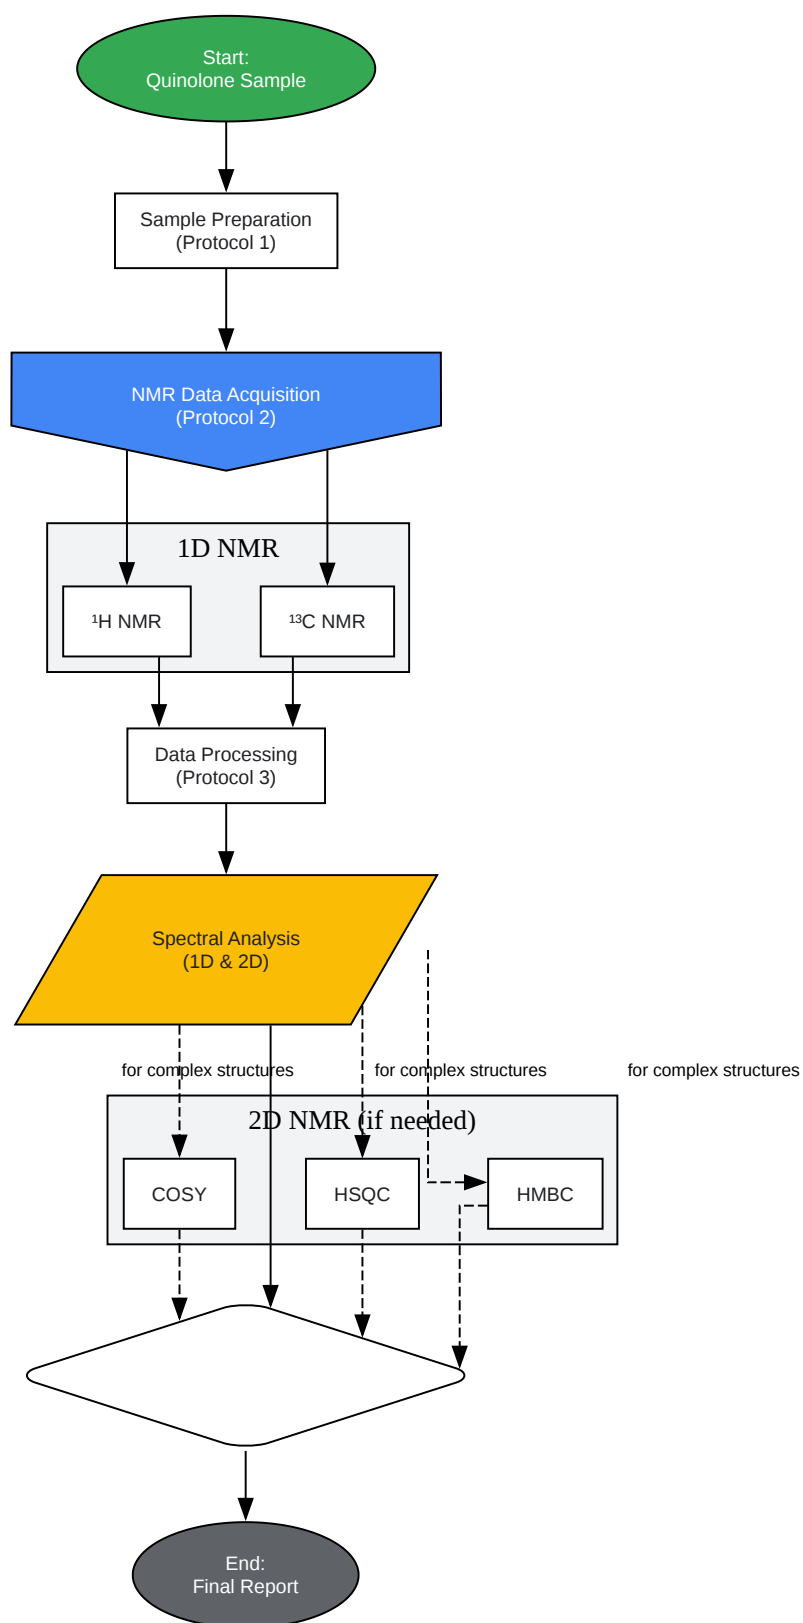 Start:
Quinolone Sample
Sample Preparation
(Protocol 1)
NMR Data Acquisition
(Protocol 2)
1D NMR
¹H NMR
¹³C NMR
Data Processing
(Protocol 3)
Spectral Analysis
(1D & 2D)
for complex structures
for complex structures
for complex structures
2D NMR (if needed)
COSY
HSQC
HMBC
End:
Final Report